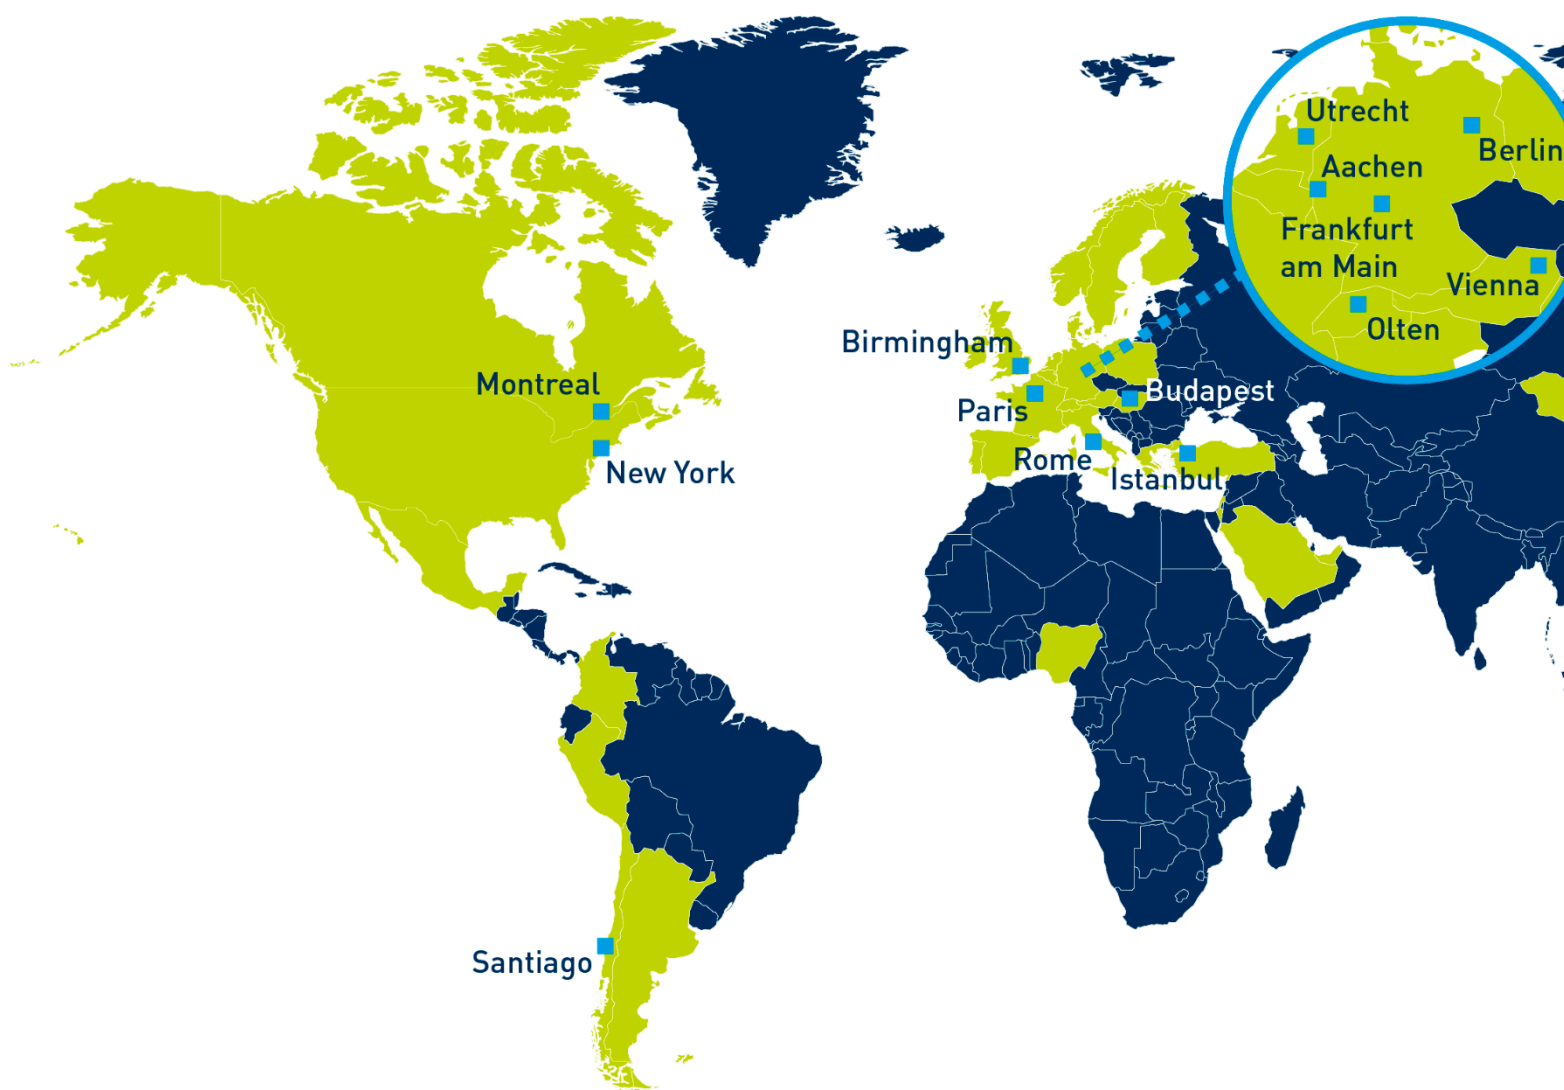 Utrecht
Berlin
Aachen
Frankfurt
am Main
Vienna
Olten
Birmingham
Montreal
Budapest
Paris
Rome
New York
Istanbul
Santiago